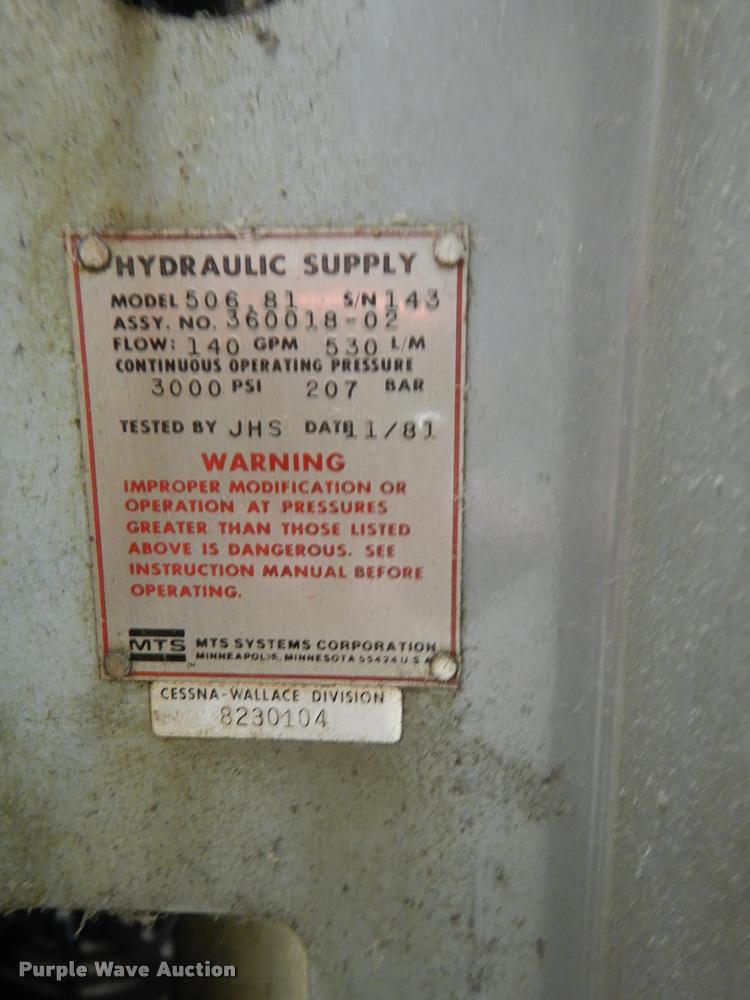 HYDRAULIC SUPPLY
MODEL 506.81 S/N 143
ASSY. NO. 360018-02
FLOW: 140 GPM 530 L/M
CONTINUOUS OPERATING PRESSURE
3000 PSI 207 BAR
TESTED BY JHS DATE 11/81
WARNING
IMPROPER MODIFICATION OR
OPERATION AT PRESSURES
GREATER THAN THOSE LISTED
ABOVE IS DANGEROUS. SEE
INSTRUCTION MANUAL BEFORE
OPERATING.
MTS MTS SYSTEMS CORPORATION
MINNEAPOLIS, MINNESOTA 55424 U S A
CESSNA-WALLACE DIVISION
8230104
Purple Wave Auction